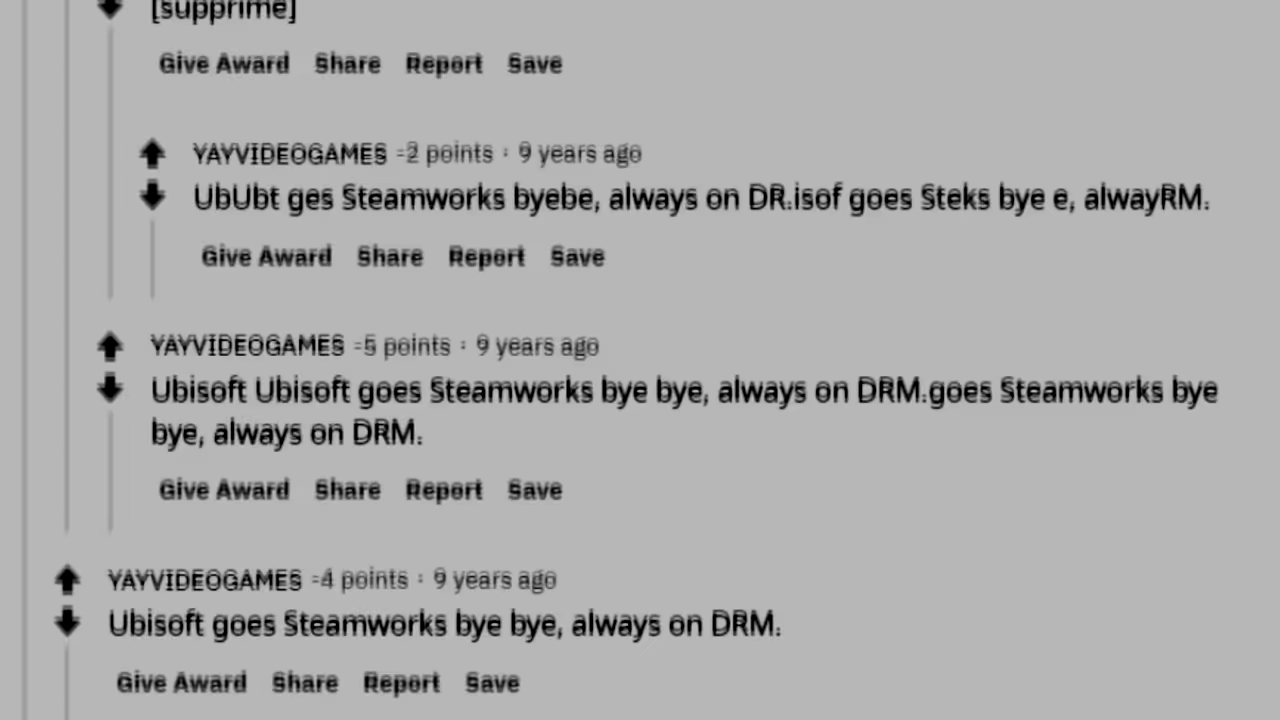 [supprimé]
Give Award Share Report Save
YAYVIDEOGAMES -2 points · 9 years ago
UbUbt ges Steamworks byebe, always on DR.isof goes Steks bye e, alwayRM.
Give Award Share Report Save
YAYVIDEOGAMES -5 points · 9 years ago
Ubisoft Ubisoft goes Steamworks bye bye, always on DRM.goes Steamworks bye
bye, always on DRM.
Give Award Share Report Save
YAYVIDEOGAMES -4 points · 9 years ago
Ubisoft goes Steamworks bye bye, always on DRM.
Give Award Share Report Save